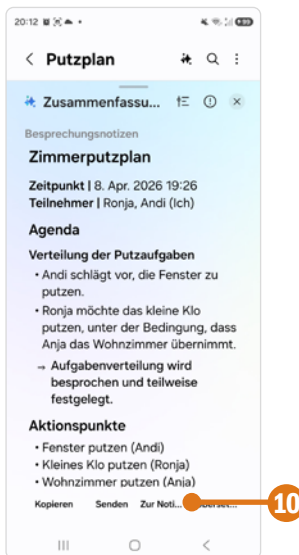 20:12
Putzplan
Zusammenfassu...
Besprechungsnotizen
Zimmerputzplan
Zeitpunkt | 8. Apr. 2026 19:26
Teilnehmer | Ronja, Andi (Ich)
Agenda
Verteilung der Putzaufgaben
• Andi schlägt vor, die Fenster zu
putzen.
• Ronja möchte das kleine Klo
putzen, unter der Bedingung, dass
Anja das Wohnzimmer übernimmt.
→ Aufgabenverteilung wird
besprochen und teilweise
festgelegt.
Aktionspunkte
• Fenster putzen (Andi)
• Kleines Klo putzen (Ronja)
• Wohnzimmer putzen (Anja)
Kopieren Senden Zur Noti...
10